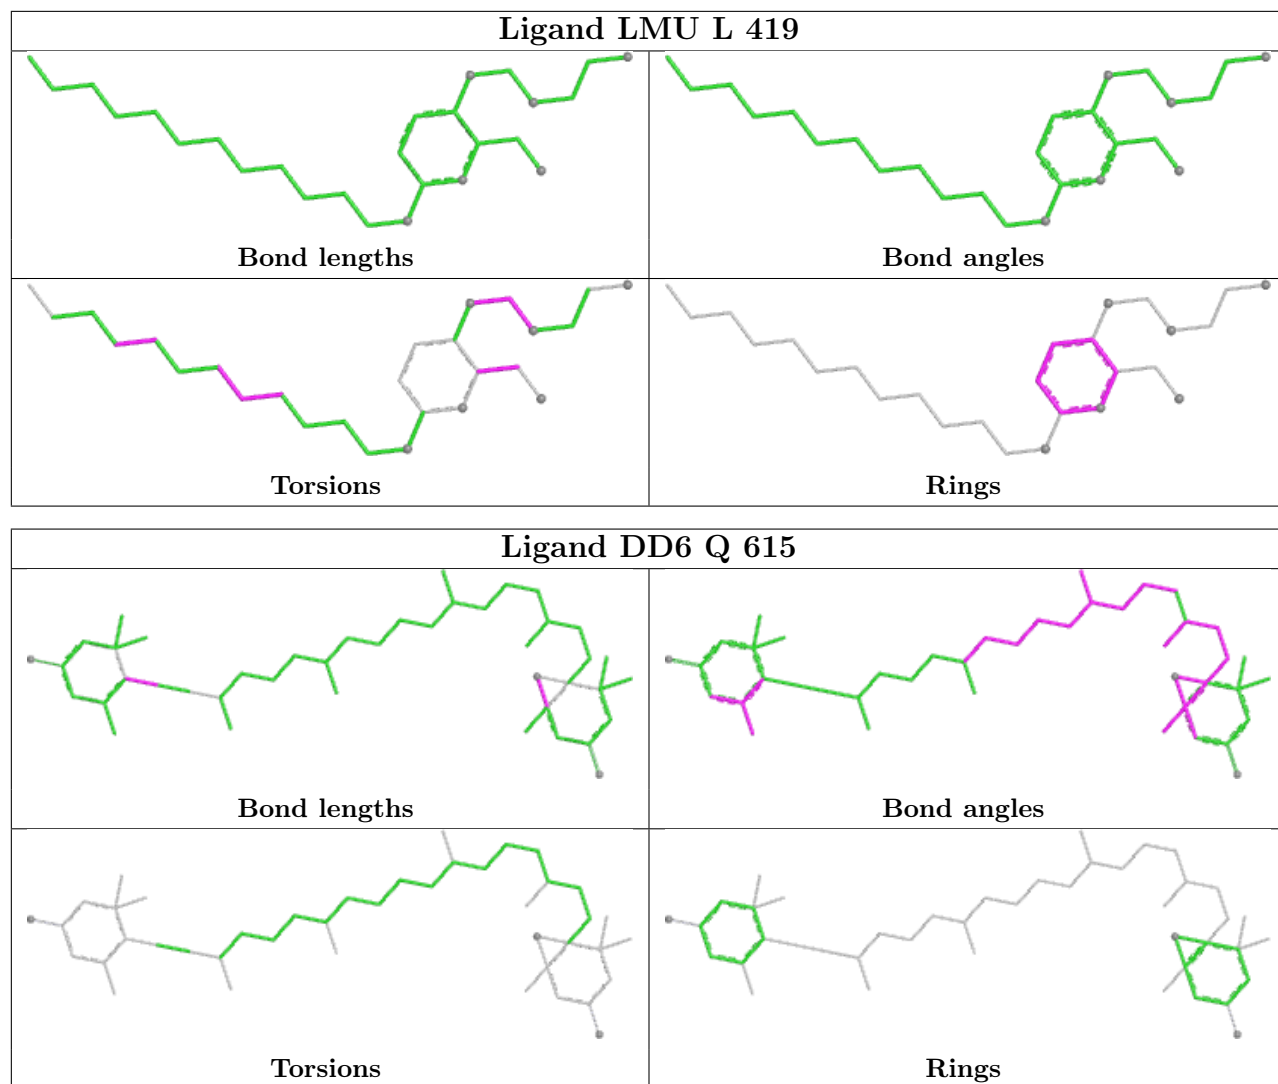 Ligand LMU L 419
Bond lengths
Bond angles
Torsions
Rings
Ligand DD6 Q 615
Bond lengths
Bond angles
Torsions
Rings